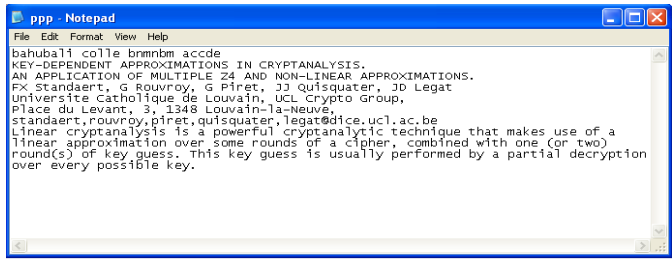 ppp - Notepad
File Edit Format View Help
bahubali colle bnmnbm accde
KEY-DEPENDENT APPROXIMATIONS IN CRYPTANALYSIS.
AN APPLICATION OF MULTIPLE Z4 AND NON-LINEAR APPROXIMATIONS.
FX Standaert, G Rouvroy, G Piret, JJ Quisquater, JD Legat
Universite Catholique de Louvain, UCL Crypto Group,
Place du Levant, 3, 1348 Louvain-la-Neuve,
standaert,rouvroy,piret,quisquater,legat@dice.ucl.ac.be
Linear cryptanalysis is a powerful cryptanalytic technique that makes use of a
linear approximation over some rounds of a cipher, combined with one (or two)
round(s) of key guess. This key guess is usually performed by a partial decryption
over every possible key.